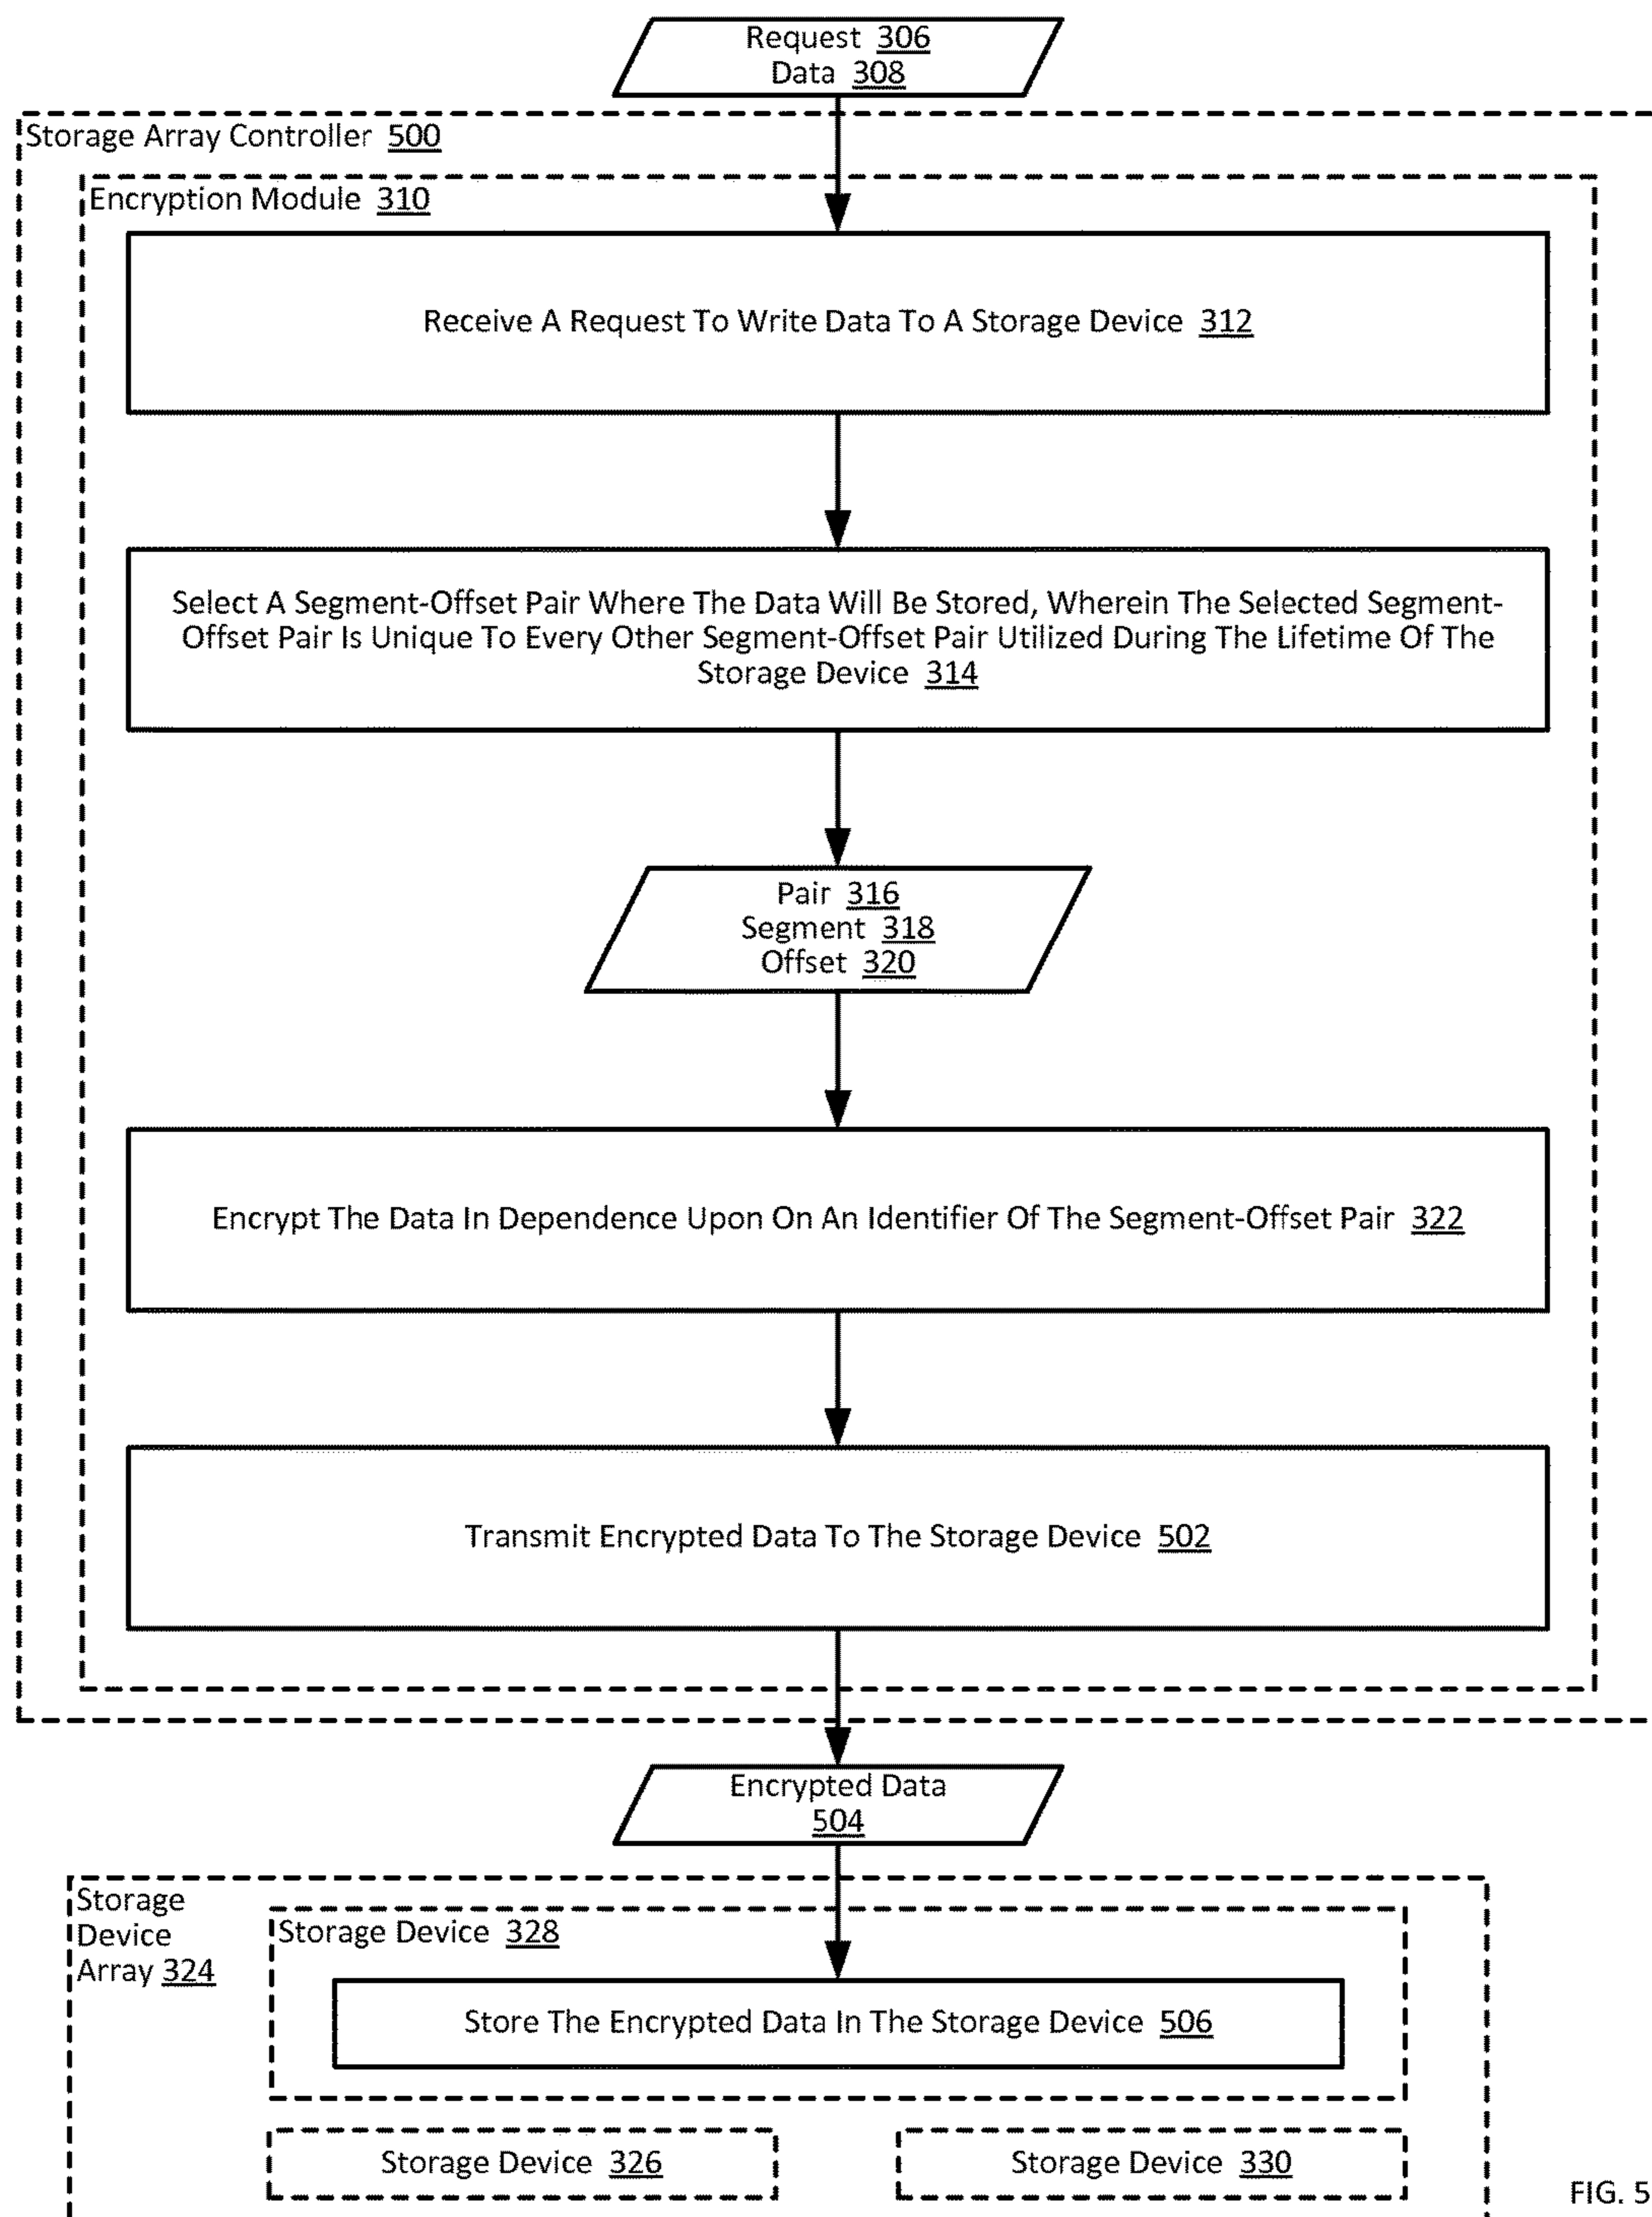 Request 306
Data 308
Storage Array Controller 500
Encryption Module 310
Receive A Request To Write Data To A Storage Device 312
Select A Segment-Offset Pair Where The Data Will Be Stored, Wherein The Selected Segment-
Offset Pair Is Unique To Every Other Segment-Offset Pair Utilized During The Lifetime Of The
Storage Device 314
Pair 316
Segment 318
Offset 320
Encrypt The Data In Dependence Upon On An Identifier Of The Segment-Offset Pair 322
Transmit Encrypted Data To The Storage Device 502
Encrypted Data
504
Storage
Device
Array 324
Storage Device 328
Store The Encrypted Data In The Storage Device 506
Storage Device 326
Storage Device 330
FIG. 5